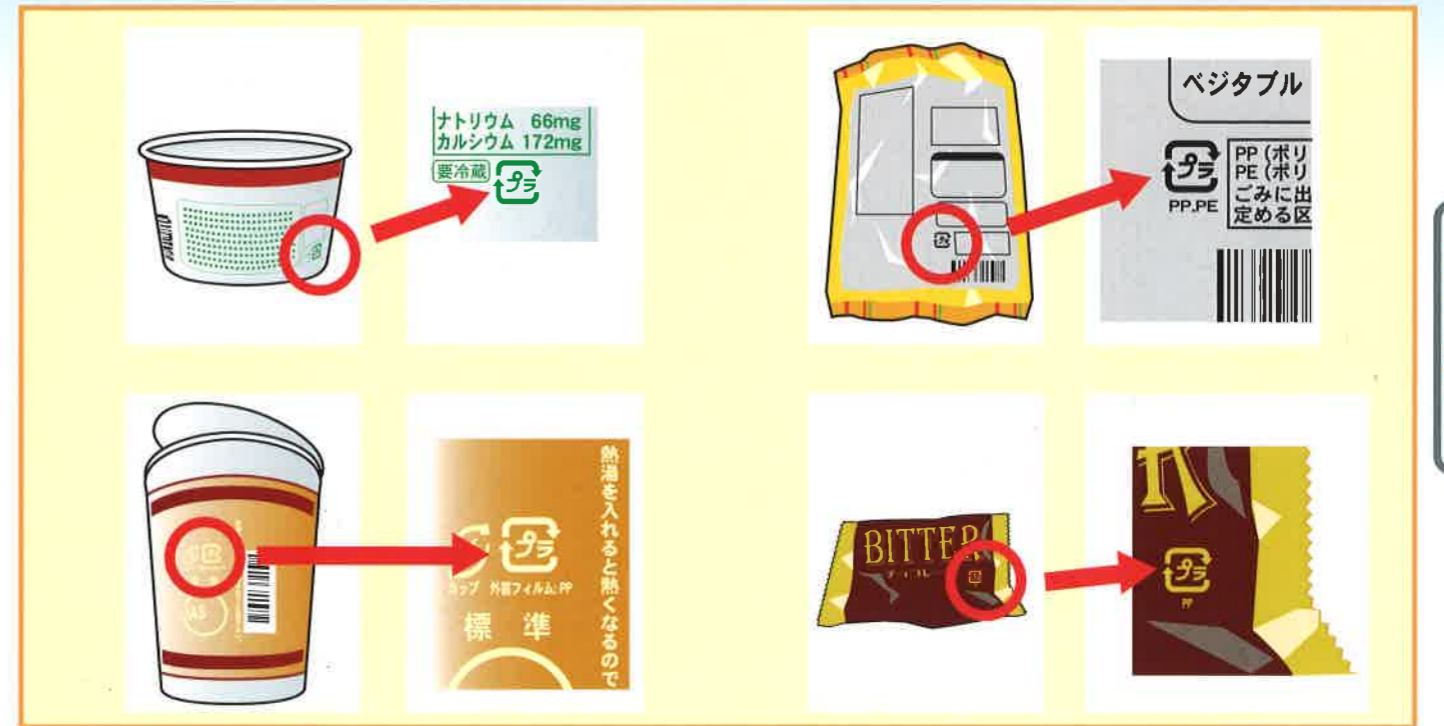 ナトリウム 66mg
カルシウム 172mg
要冷蔵 プラ
ベジタブル
プラ
PP.PE
PP (ポリ
PE (ポリ
ごみに出
定める区
熱湯を入れると熱くなるので
プラ
カップ 外装フィルム:PP
標準
BITTER
プラ
PP